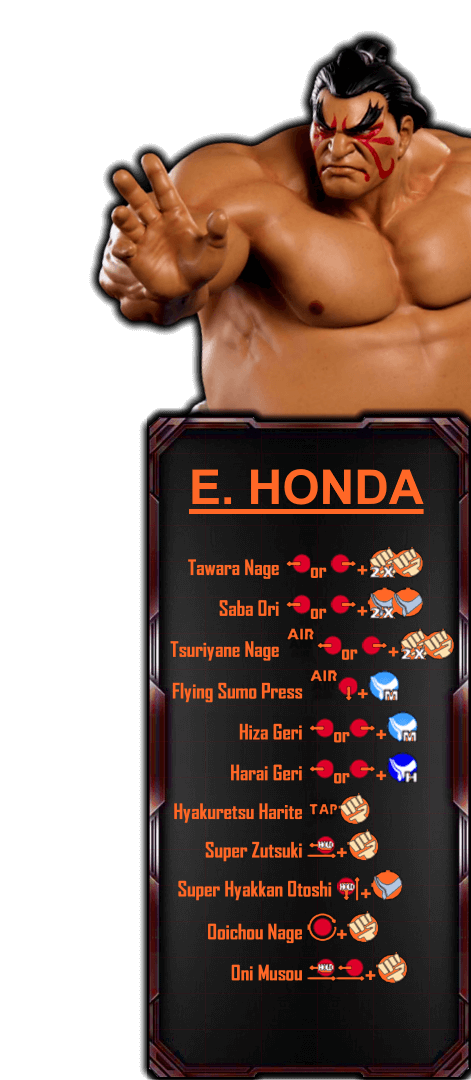 E. HONDA
Tawara Nage or + 2X
Saba Ori or + 2X
AIR
Tsuriyane Nage or + 2X
AIR
Flying Sumo Press + M
Hiza Geri or + M
Harai Geri or + H
Hyakuretsu Harite TAP
Super Zutsuki HOLD +
Super Hyakkan Otoshi HOLD +
Ooichou Nage +
Oni Musou HOLD +